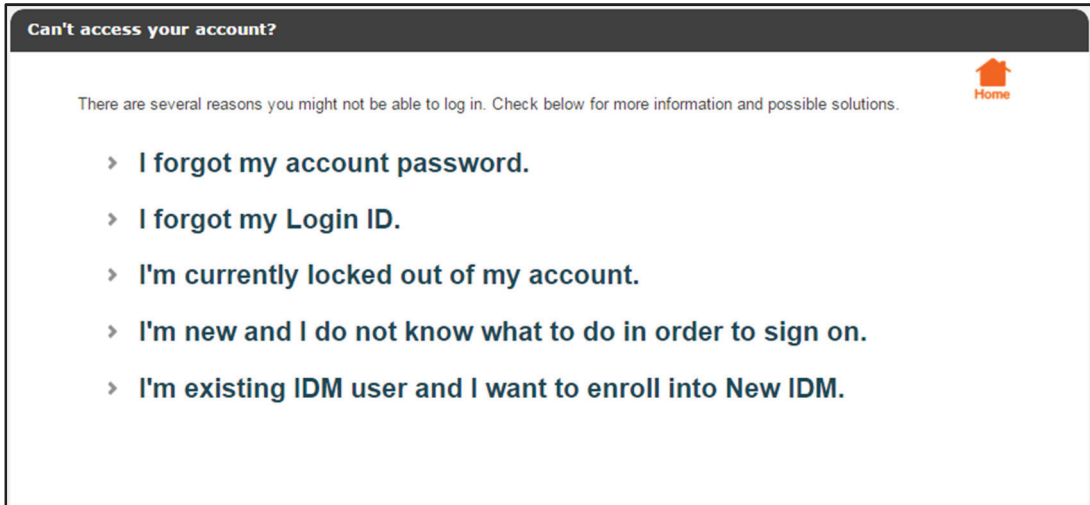 Can't access your account?
Home
There are several reasons you might not be able to log in. Check below for more information and possible solutions.
I forgot my account password.
I forgot my Login ID.
I'm currently locked out of my account.
I'm new and I do not know what to do in order to sign on.
I'm existing IDM user and I want to enroll into New IDM.